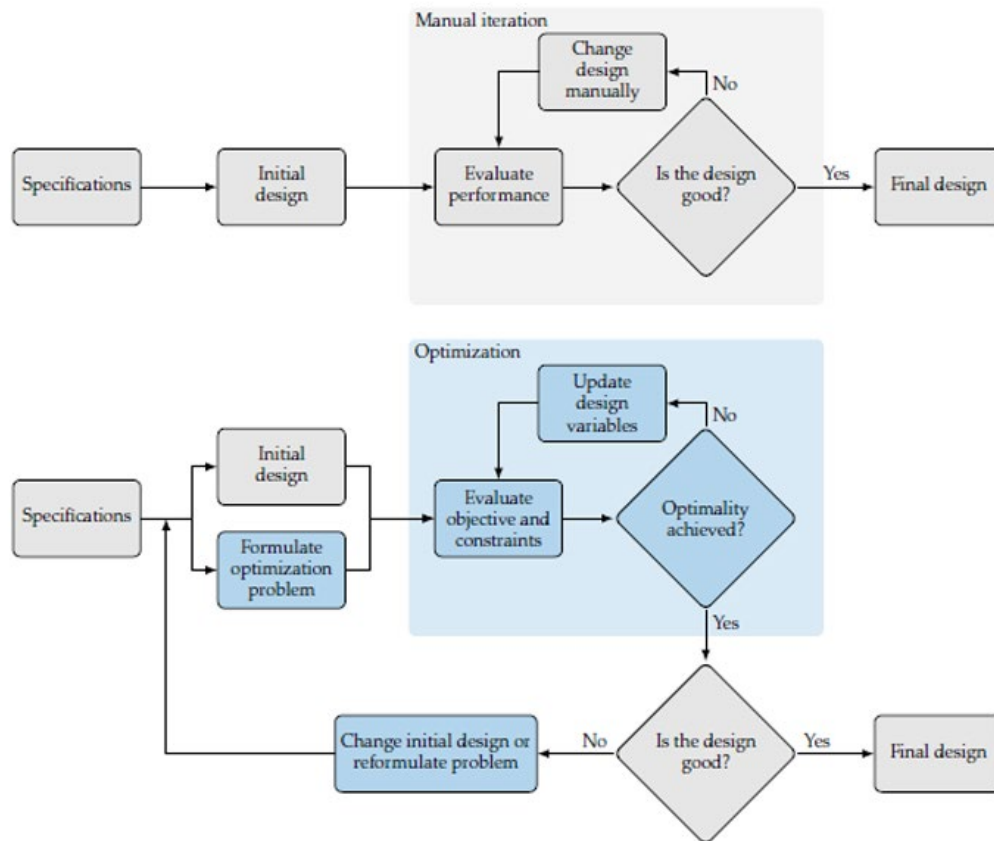 Manual iteration
Change
design
manually
No
Specifications
Initial
design
Evaluate
performance
Is the design
good?
Yes
Final design
Optimization
Update
design
variables
No
Initial
design
Specifications
Evaluate
objective and
constraints
Optimality
achieved?
Formulate
optimization
problem
Yes
Change initial design or
reformulate problem
No
Is the design
good?
Yes
Final design